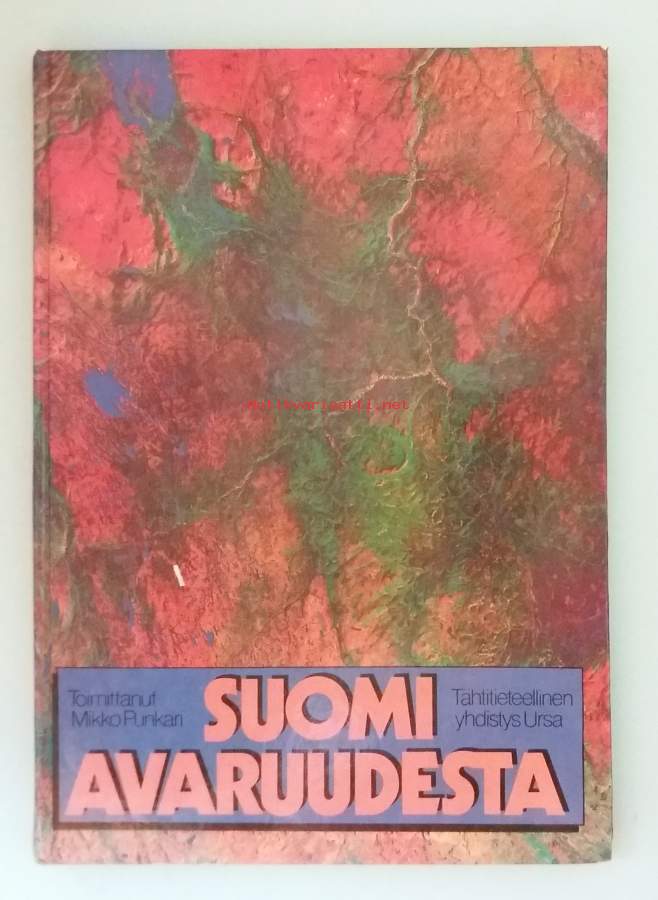 Antikvariaatti.net
Toimittanut
Mikko Punkari
SUOMI
Tähtitieteellinen
yhdistys Ursa
AVARUUDESTA